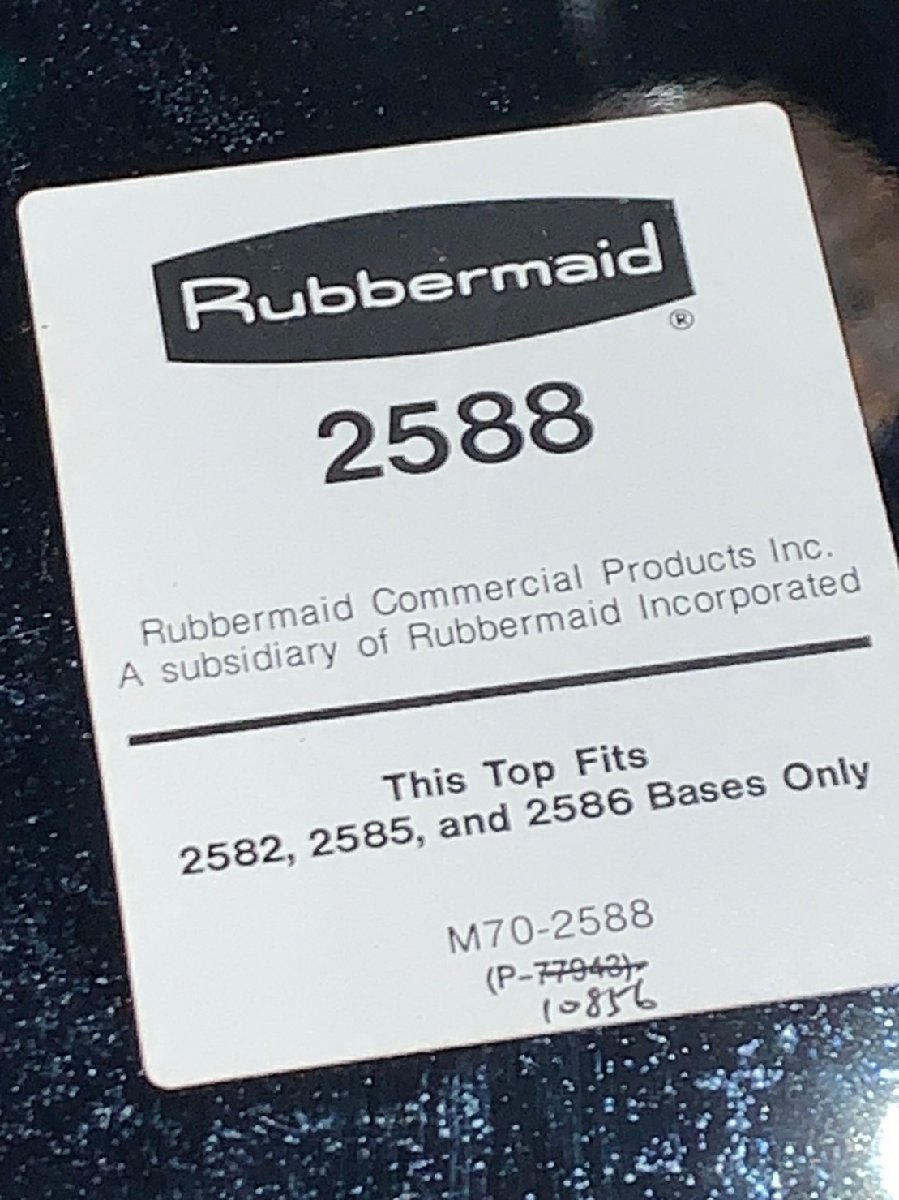 Rubbermaid
®
2588
Rubbermaid Commercial Products Inc.
A subsidiary of Rubbermaid Incorporated
This Top Fits
2582, 2585, and 2586 Bases Only
M70-2588
(P-77943)
10856